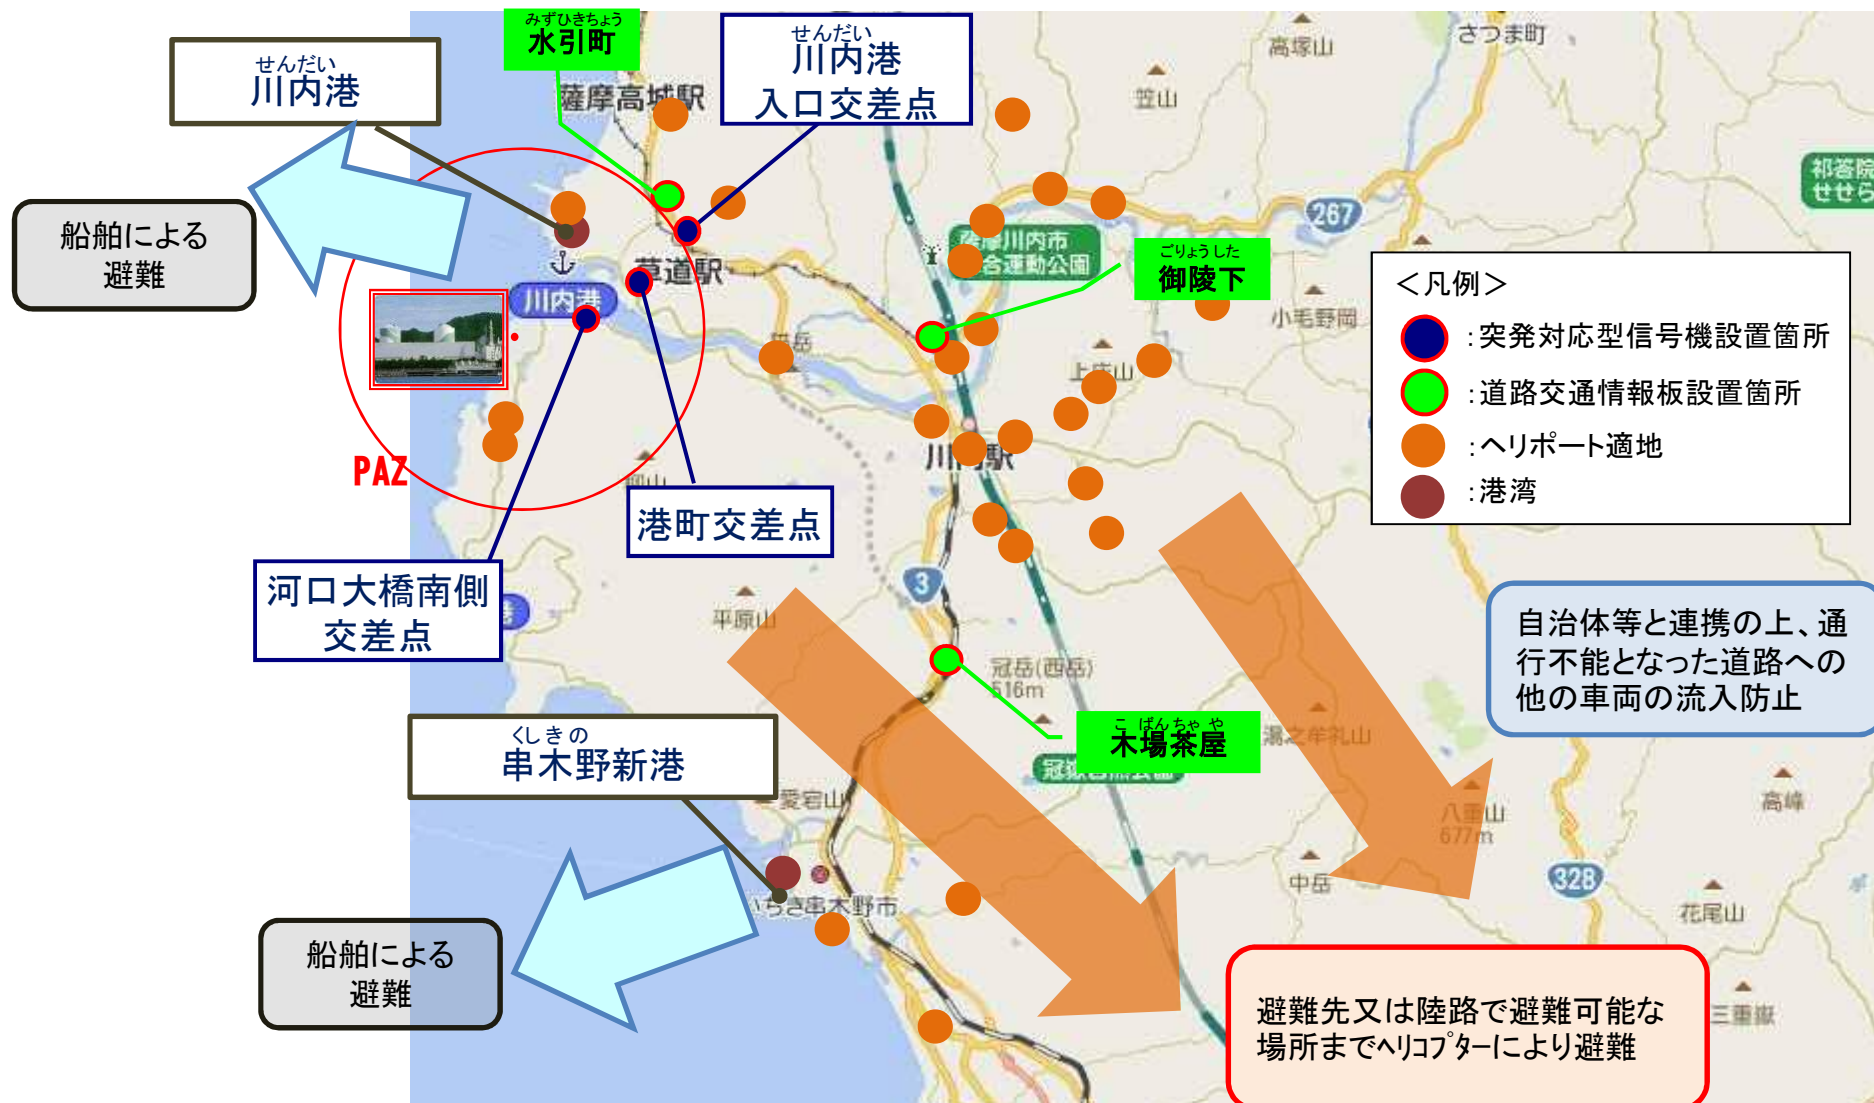 せんだい
川内港
みずひきちょう
水引町
せんだい
川内港
入口交差点
高塚山
さつま町
薩摩高城駅
笠山
祁答院
せせら
267
船舶による
避難
草道駅
川内港
薩摩川内市
合運動公園
ごりょうした
御陵下
小毛野岡
<凡例>
:突発対応型信号機設置箇所
:道路交通情報板設置箇所
:ヘリポート適地
:港湾
PAZ
川内駅
港町交差点
河口大橋南側
交差点
3
平原山
冠岳(西岳)
516m
自治体等と連携の上、通
行不能となった道路への
他の車両の流入防止
こばんちゃや
木場茶屋
湯之牟礼山
くしきの
串木野新港
愛宕山
八重山
677m
高峰
中岳
328
花尾山
いちき串木野市
船舶による
避難
三重嶽
避難先又は陸路で避難可能な
場所までヘリコプターにより避難